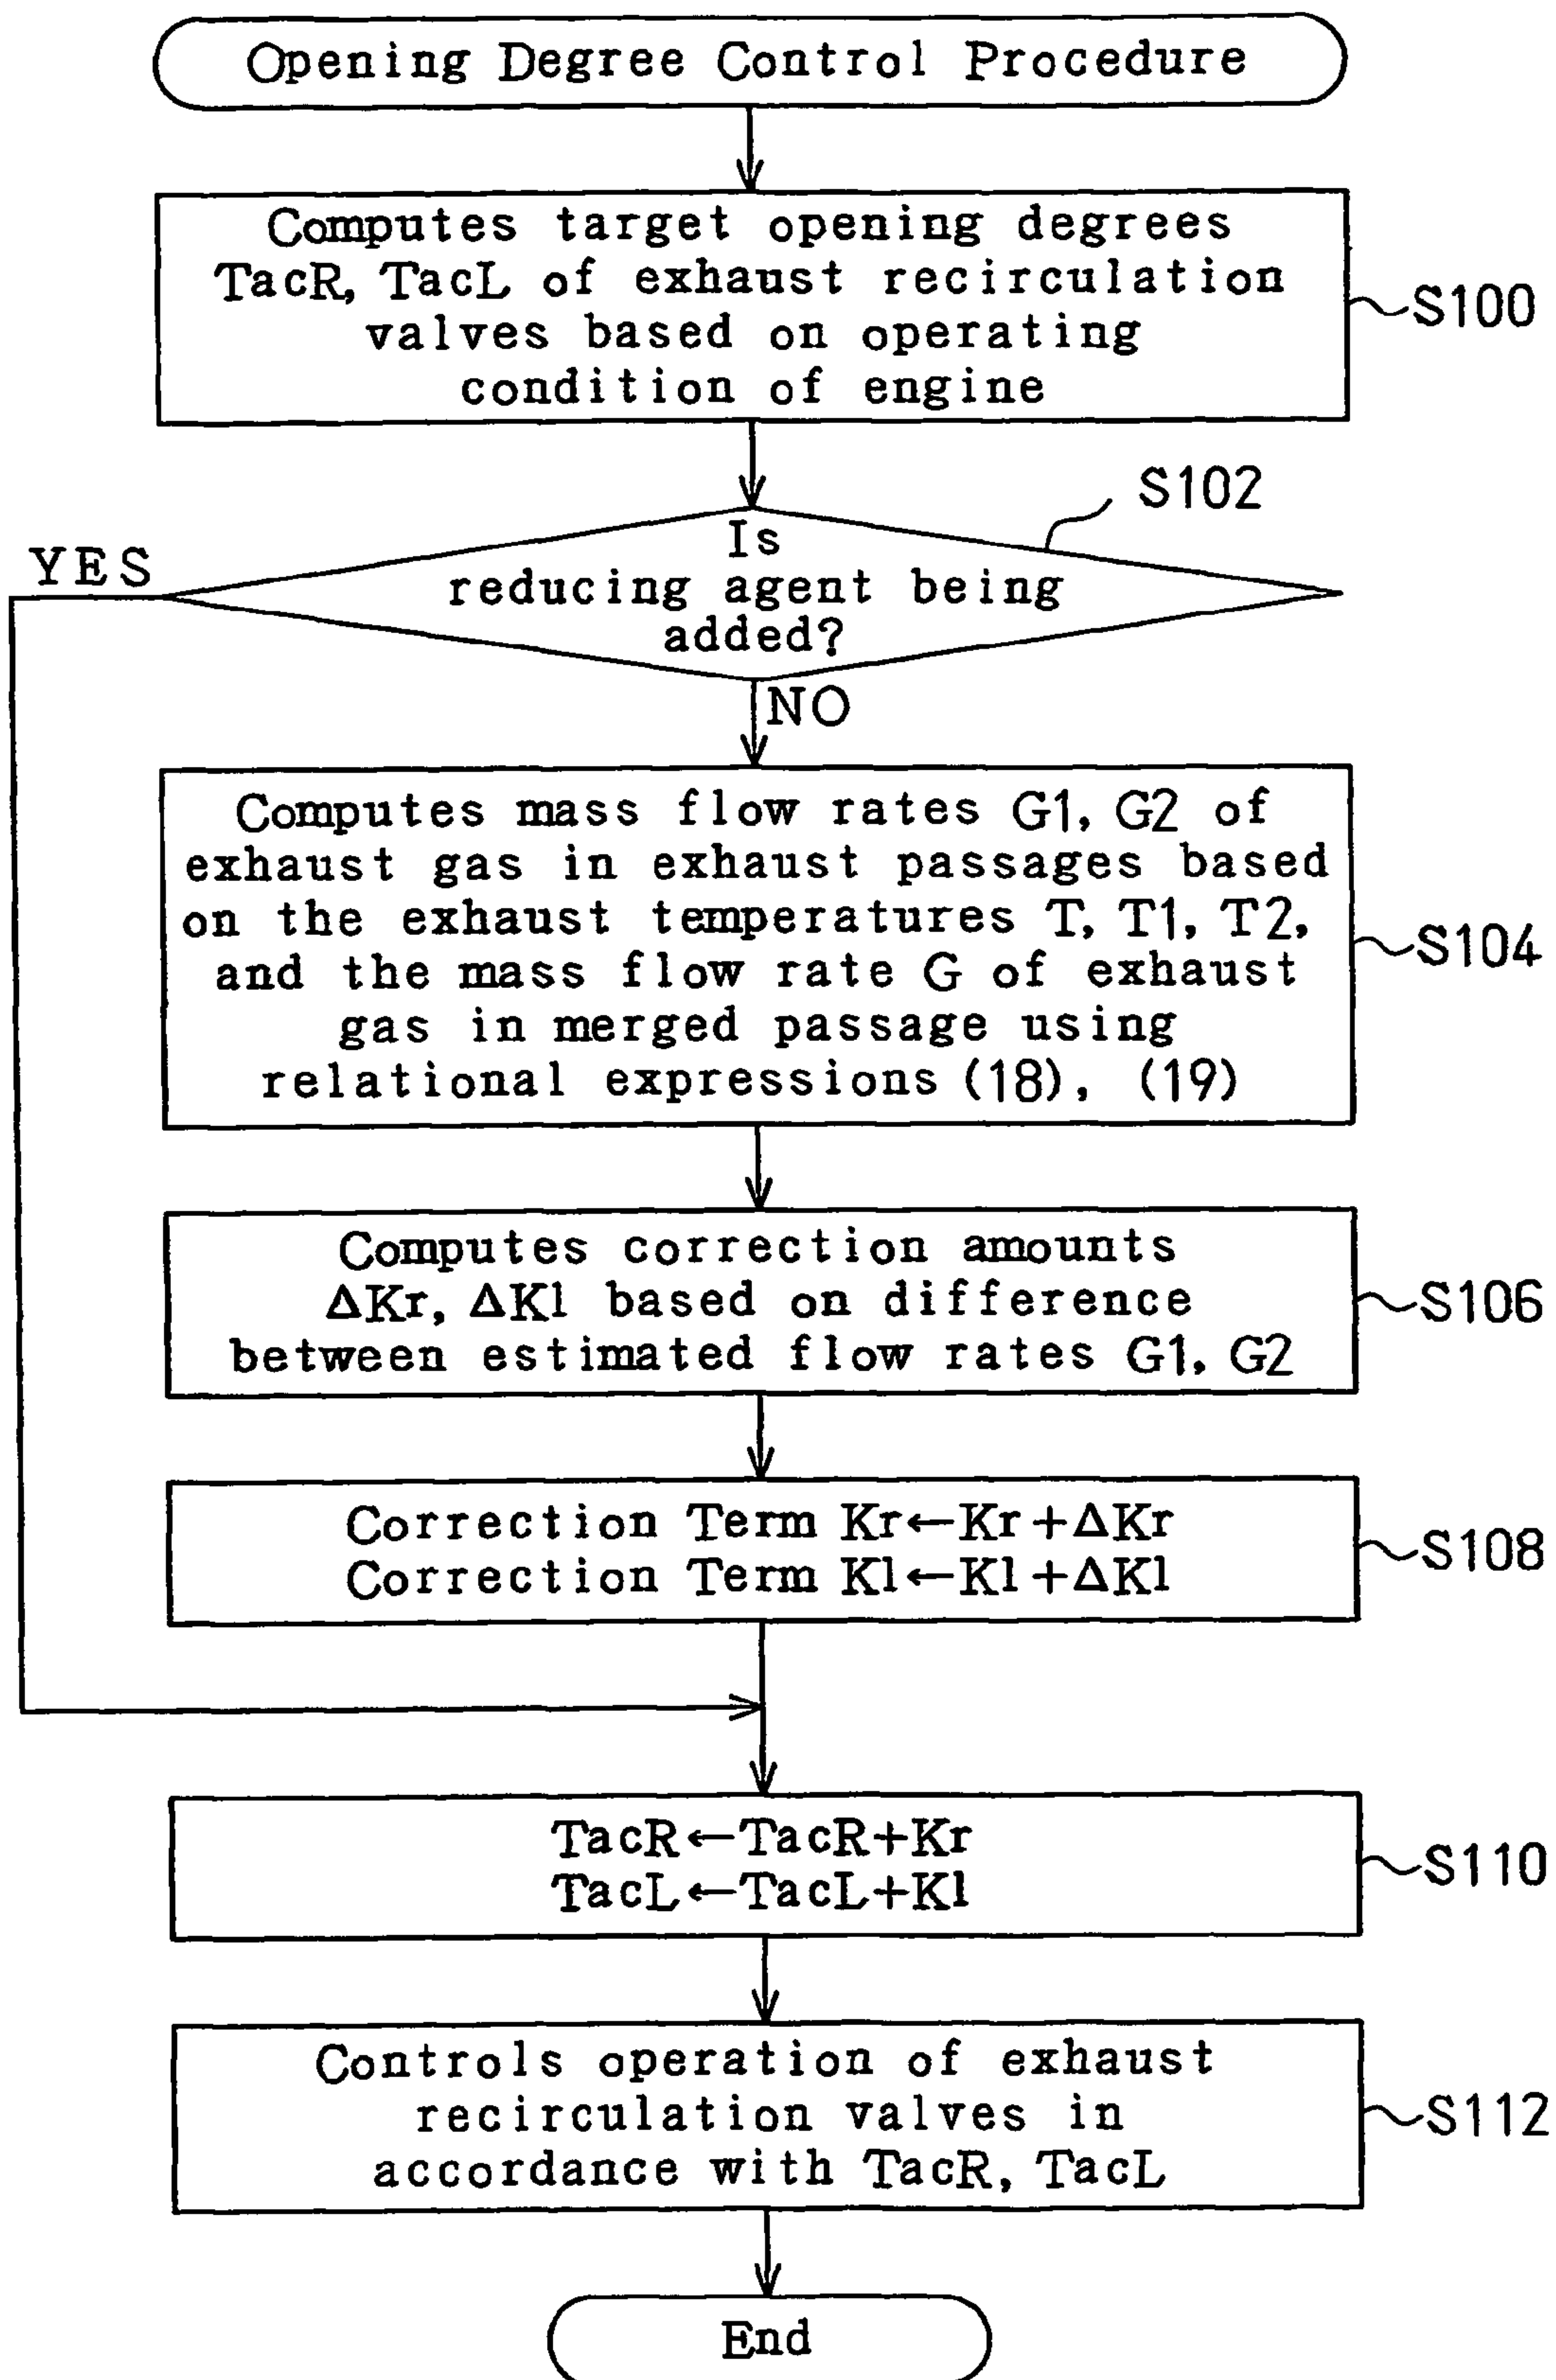 Opening Degree Control Procedure
Computes target opening degrees
TacR, TacL of exhaust recirculation
valves based on operating
condition of engine
S100
S102
YES
Is
reducing agent being
added?
NO
Computes mass flow rates G1, G2 of
exhaust gas in exhaust passages based
on the exhaust temperatures T, T1, T2,
and the mass flow rate G of exhaust
gas in merged passage using
relational expressions (18), (19)
S104
Computes correction amounts
ΔKr, ΔKl based on difference
between estimated flow rates G1, G2
S106
Correction Term Kr←Kr+ΔKr
Correction Term Kl←Kl+ΔKl
S108
TacR←TacR+Kr
TacL←TacL+Kl
S110
Controls operation of exhaust
recirculation valves in
accordance with TacR, TacL
S112
End